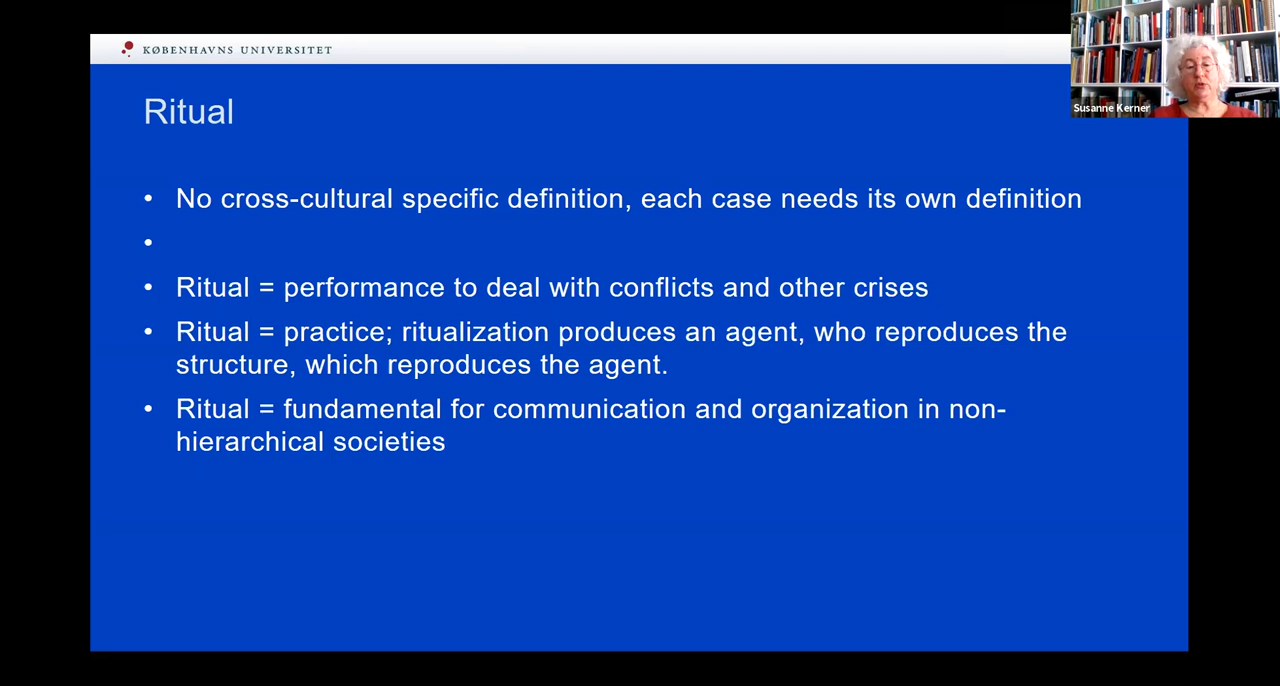 KØBENHAVNS UNIVERSITET
Susanne Kerner
Ritual
• No cross-cultural specific definition, each case needs its own definition
•
• Ritual = performance to deal with conflicts and other crises
• Ritual = practice; ritualization produces an agent, who reproduces the
structure, which reproduces the agent.
• Ritual = fundamental for communication and organization in non-
hierarchical societies